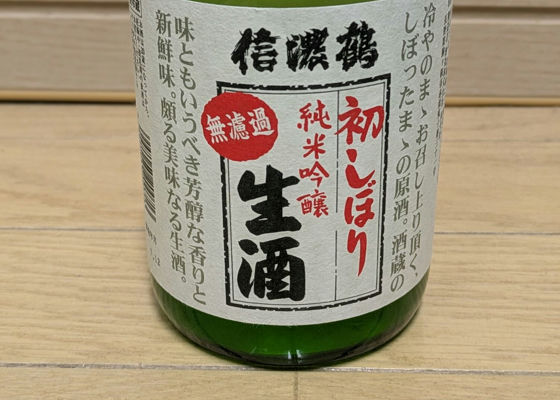 信濃鶴
冷やのまゝお召し上り頂く、
しぼったまゝの原酒。酒蔵の
初しぼり
純米吟醸
無濾過
生酒
味ともいうべき芳醇な香りと
新鮮味。頗る美味なる生酒。